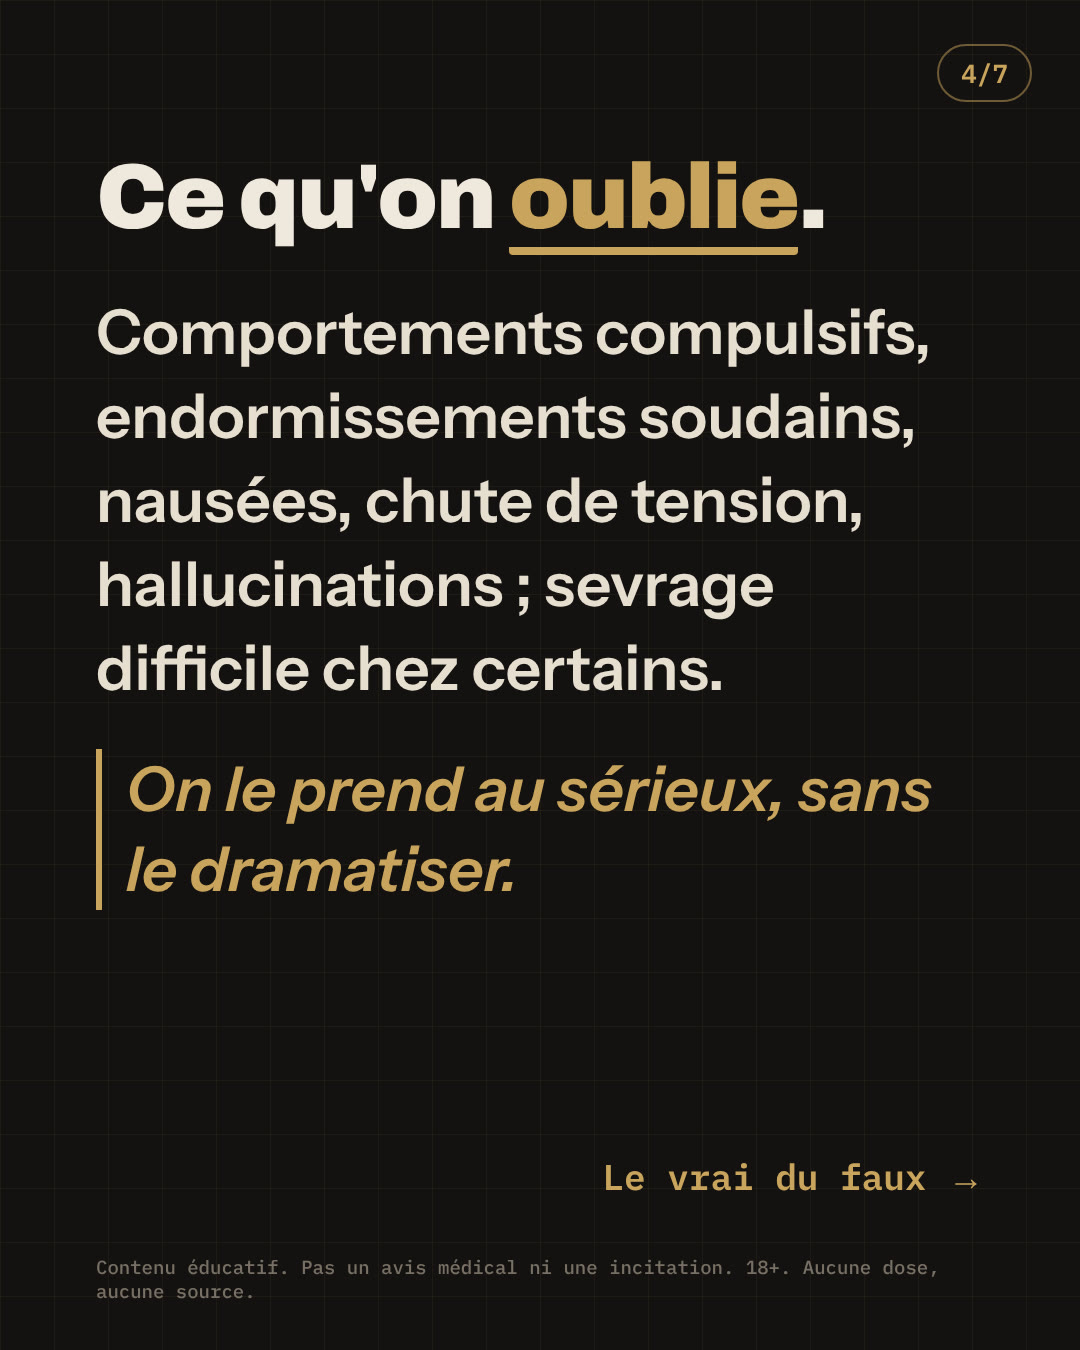 4/7
Ce qu'on oublie.
Comportements compulsifs,
endormissements soudains,
nausées, chute de tension,
hallucinations ; sevrage
difficile chez certains.
On le prend au sérieux, sans
le dramatiser.
Le vrai du faux →
Contenu éducatif. Pas un avis médical ni une incitation. 18+. Aucune dose,
aucune source.